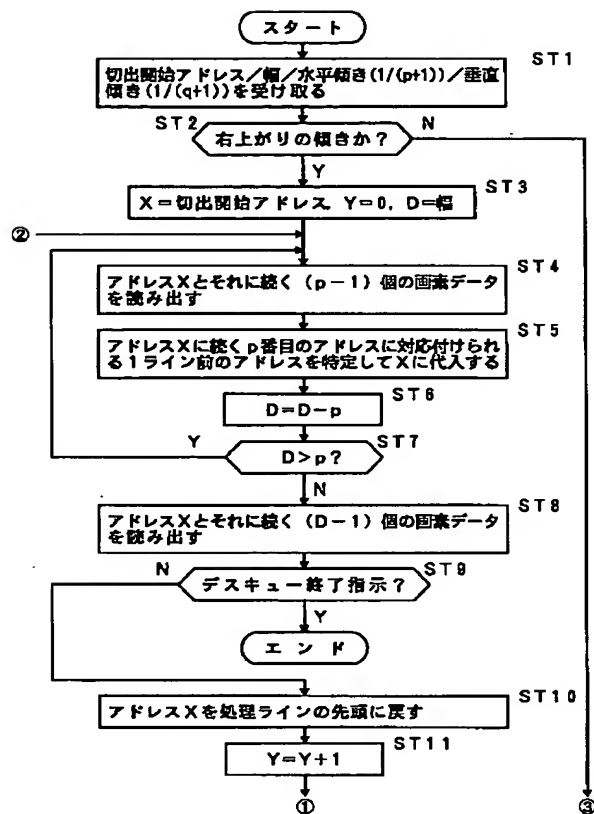 スタート
ST1
切出開始アドレス/幅/水平傾き(1/(p+1))/垂直
傾き(1/(q+1))を受け取る
ST2
右上がりの傾きか?
N
Y
ST3
X=切出開始アドレス, Y=0, D=幅
②
ST4
アドレスXとそれに続く(p-1)個の画素データ
を読み出す
ST5
アドレスXに続くp番目のアドレスに対応付けられ
る1ライン前のアドレスを特定してXに代入する
ST6
D=D-p
Y
ST7
D>p?
N
ST8
アドレスXとそれに続く(D-1)個の画素データ
を読み出す
N
ST9
デスキュー終了指示?
Y
エンド
ST10
アドレスXを処理ラインの先頭に戻す
ST11
Y=Y+1
①
③